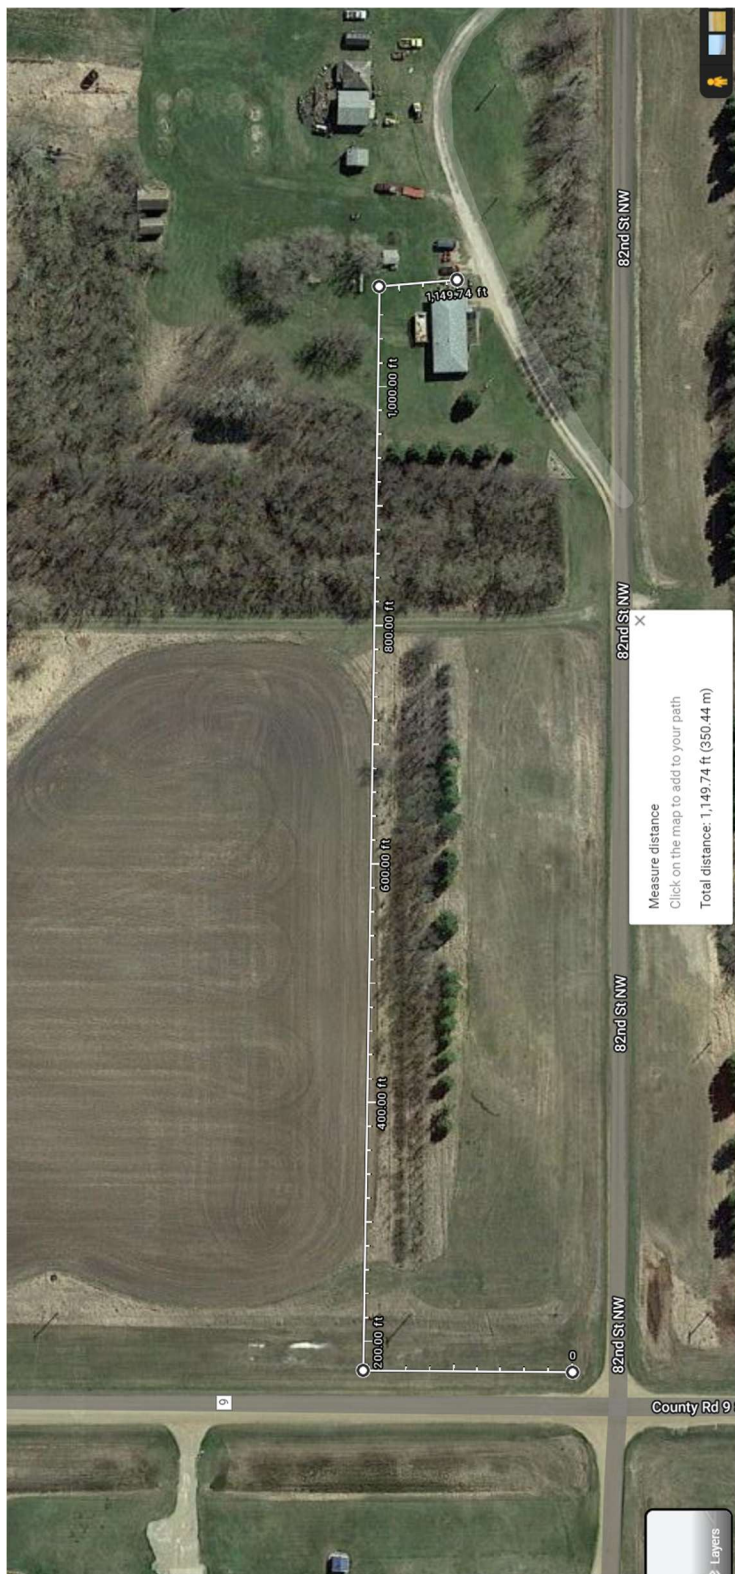 82nd St NW
1,149.74 ft
1,000.00 ft
800.00 ft
82nd St NW
Measure distance
Click on the map to add to your path
Total distance: 1,149.74 ft (350.44 m)
600.00 ft
82nd St NW
400.00 ft
200.00 ft
0
82nd St NW
9
County Rd 9
Layers